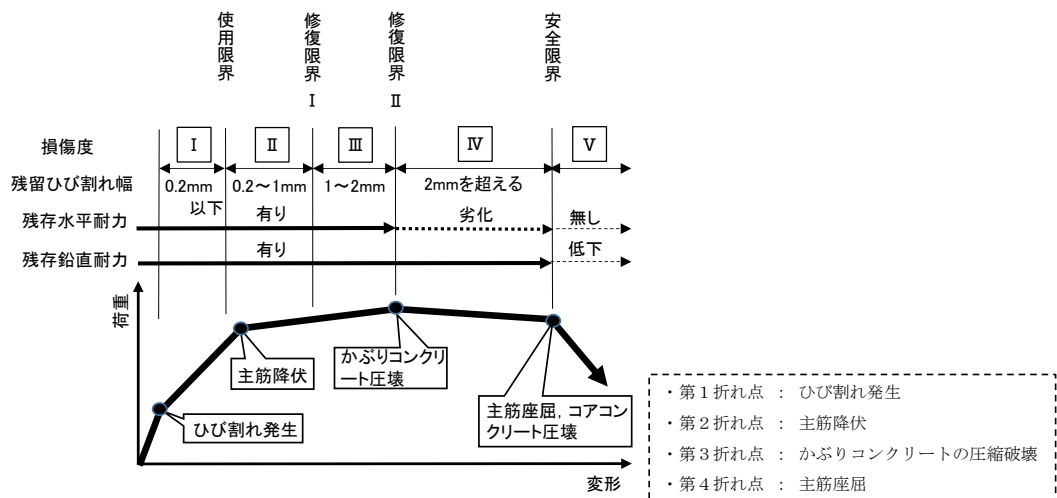 使用限界
修復限界Ⅰ
修復限界Ⅱ
安全限界
損傷度
Ⅰ
Ⅱ
Ⅲ
Ⅳ
Ⅴ
残留ひび割れ幅
0.2mm
以下
0.2～1mm
1～2mm
2mmを超える
残存水平耐力
有り
劣化
無し
残存鉛直耐力
有り
低下
荷重
主筋降伏
かぶりコンクリ
ート圧壊
ひび割れ発生
主筋座屈，コアコン
クリート圧壊
変形
・第１折れ点 ： ひび割れ発生
・第２折れ点 ： 主筋降伏
・第３折れ点 ： かぶりコンクリートの圧縮破壊
・第４折れ点 ： 主筋座屈